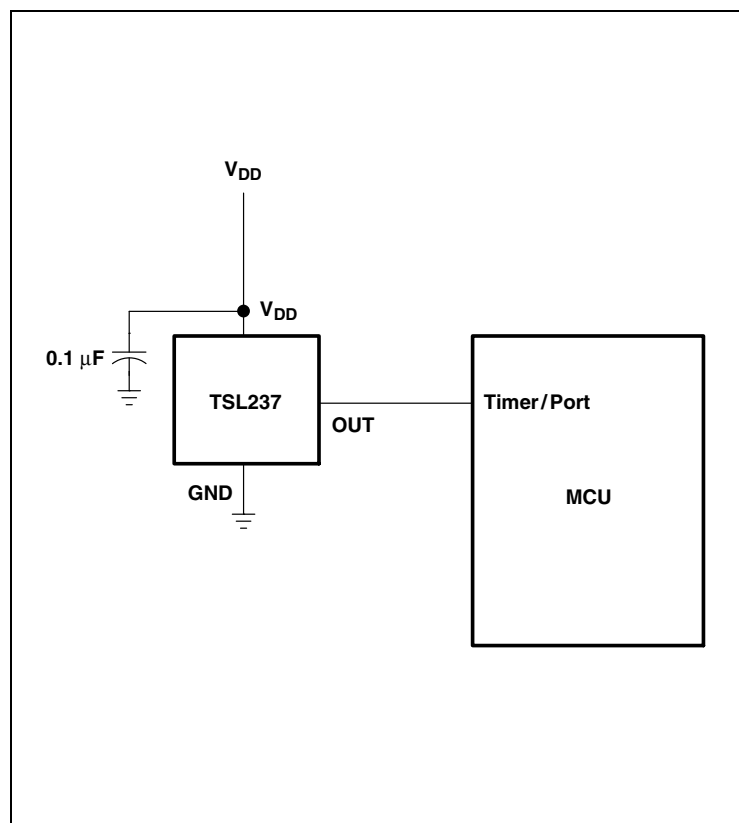 VDD
VDD
0.1 μF
TSL237
OUT
Timer/Port
GND
MCU